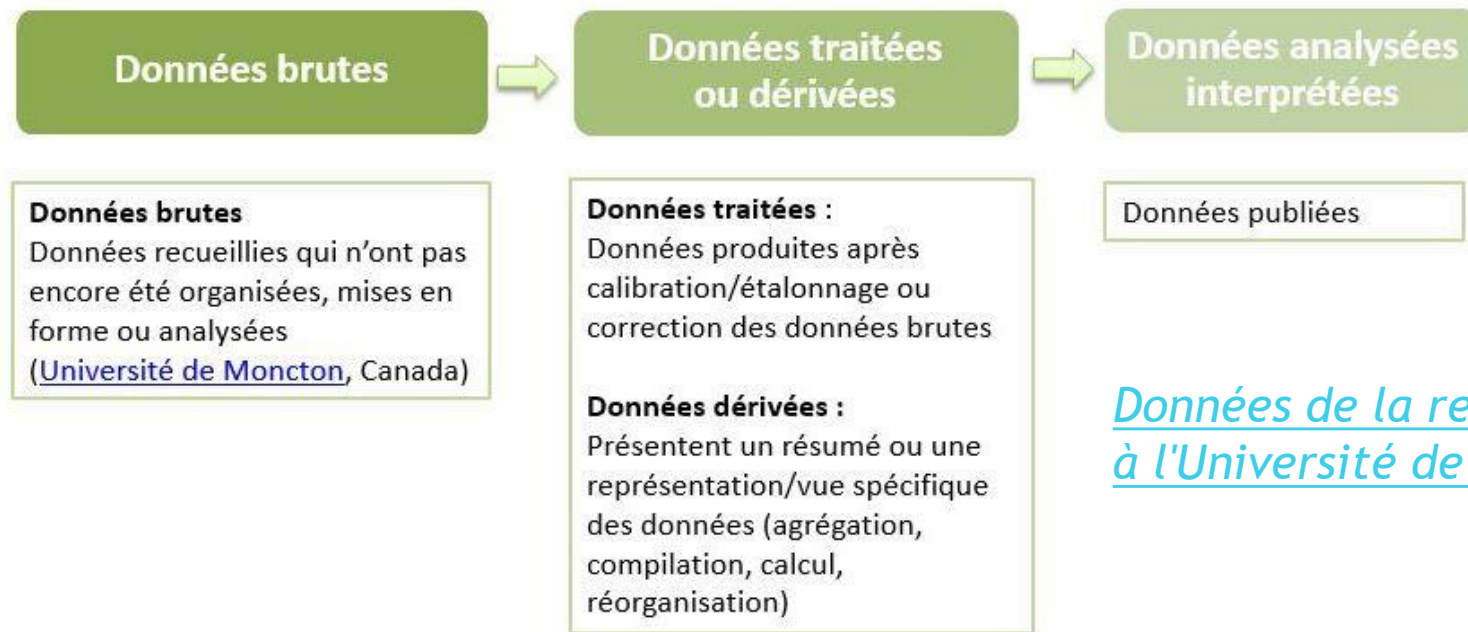 Données brutes
Données traitées
ou dérivées
Données analysées
interprétées
Données brutes
Données recueillies qui n'ont pas
encore été organisées, mises en
forme ou analysées
(Université de Moncton, Canada)
Données traitées :
Données produites après
calibration/étalonnage ou
correction des données brutes
Données dérivées :
Présentent un résumé ou une
représentation/vue spécifique
des données (agrégation,
compilation, calcul,
réorganisation)
Données publiées
Données de la re
à l'Université de